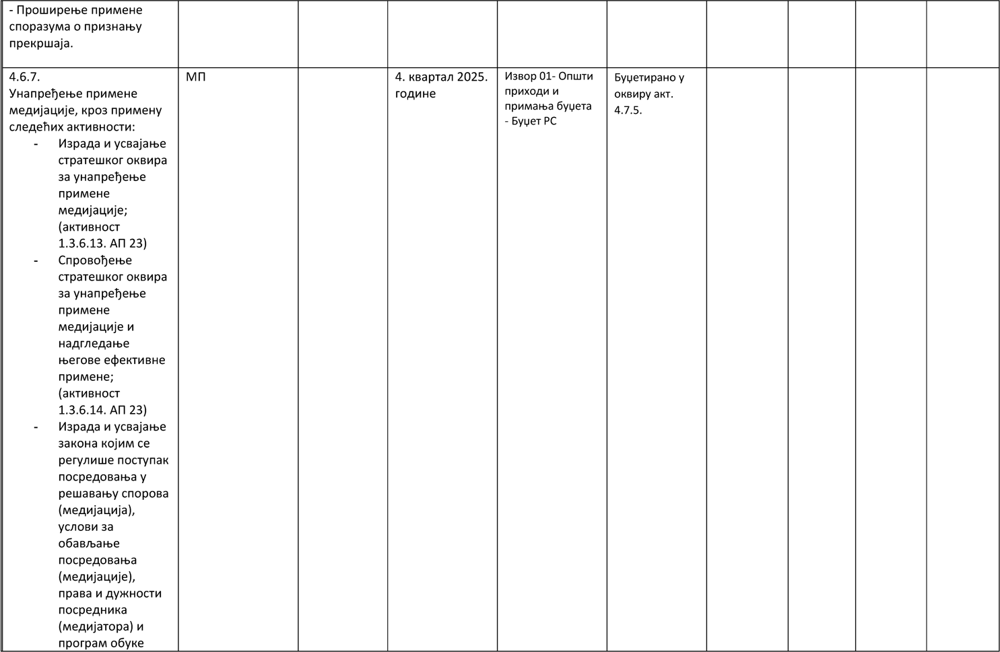 - Проширење примене
споразума о признању
прекршаја.
4.6.7.
Унапређење примене
медијације, кроз примену
следећих активности:
- Израда и усвајање
стратешког оквира
за унапређење
примене
медијације;
(активност
1.3.6.13. АП 23)
- Спровођење
стратешког оквира
за унапређење
примене
медијације и
надгледање
његове ефективне
примене;
(активност
1.3.6.14. АП 23)
- Израда и усвајање
закона којим се
регулише поступак
посредовања у
решавању спорова
(медијација),
услови за
обављање
посредовања
(медијације),
права и дужности
посредника
(медијатора) и
програм обуке
МП
4. квартал 2025.
године
Извор 01- Општи
приходи и
примања буџета
- Буџет РС
Буџетирано у
оквиру акт.
4.7.5.